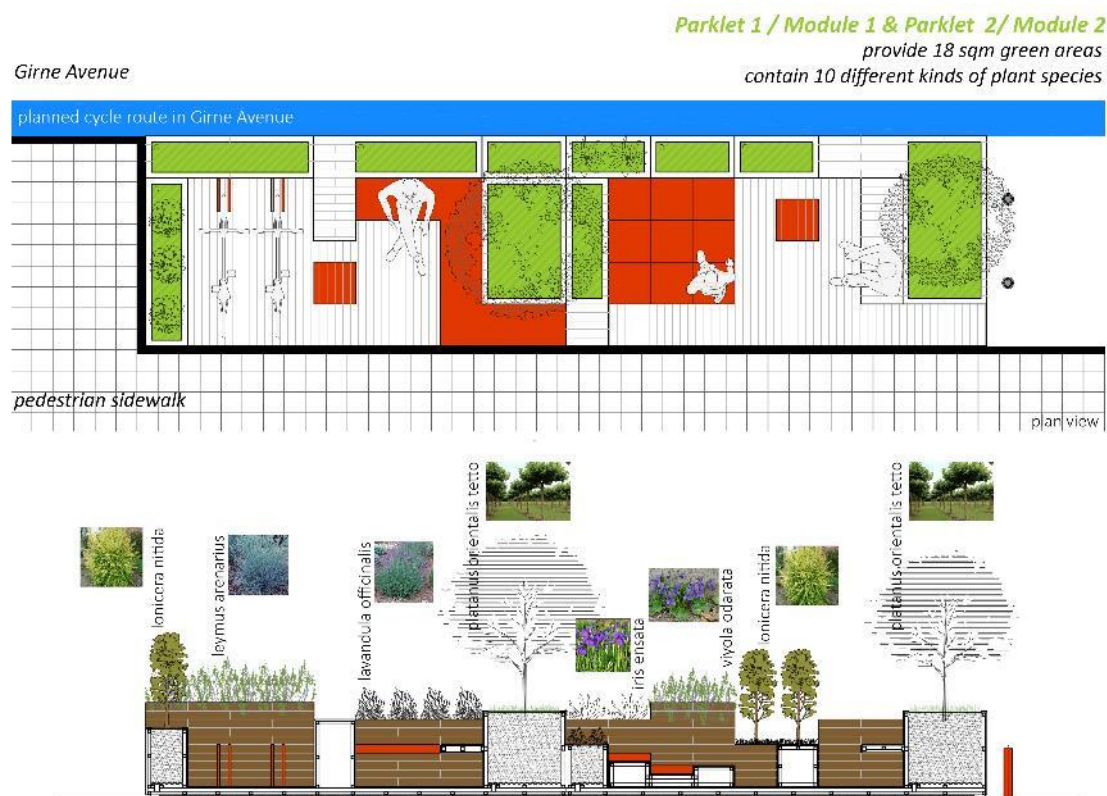 Parklet 1 / Module 1 & Parklet 2/ Module 2
provide 18 sqm green areas
contain 10 different kinds of plant species
Girne Avenue
planned cycle route in Girne Avenue
pedestrian sidewalk
plan view
lonicera nitida
leymus arenarius
lavandula officinalis
platanus orientalis tetto
iris ensata
viyola odarata
lonicera nitida
platanus orientalis tetto